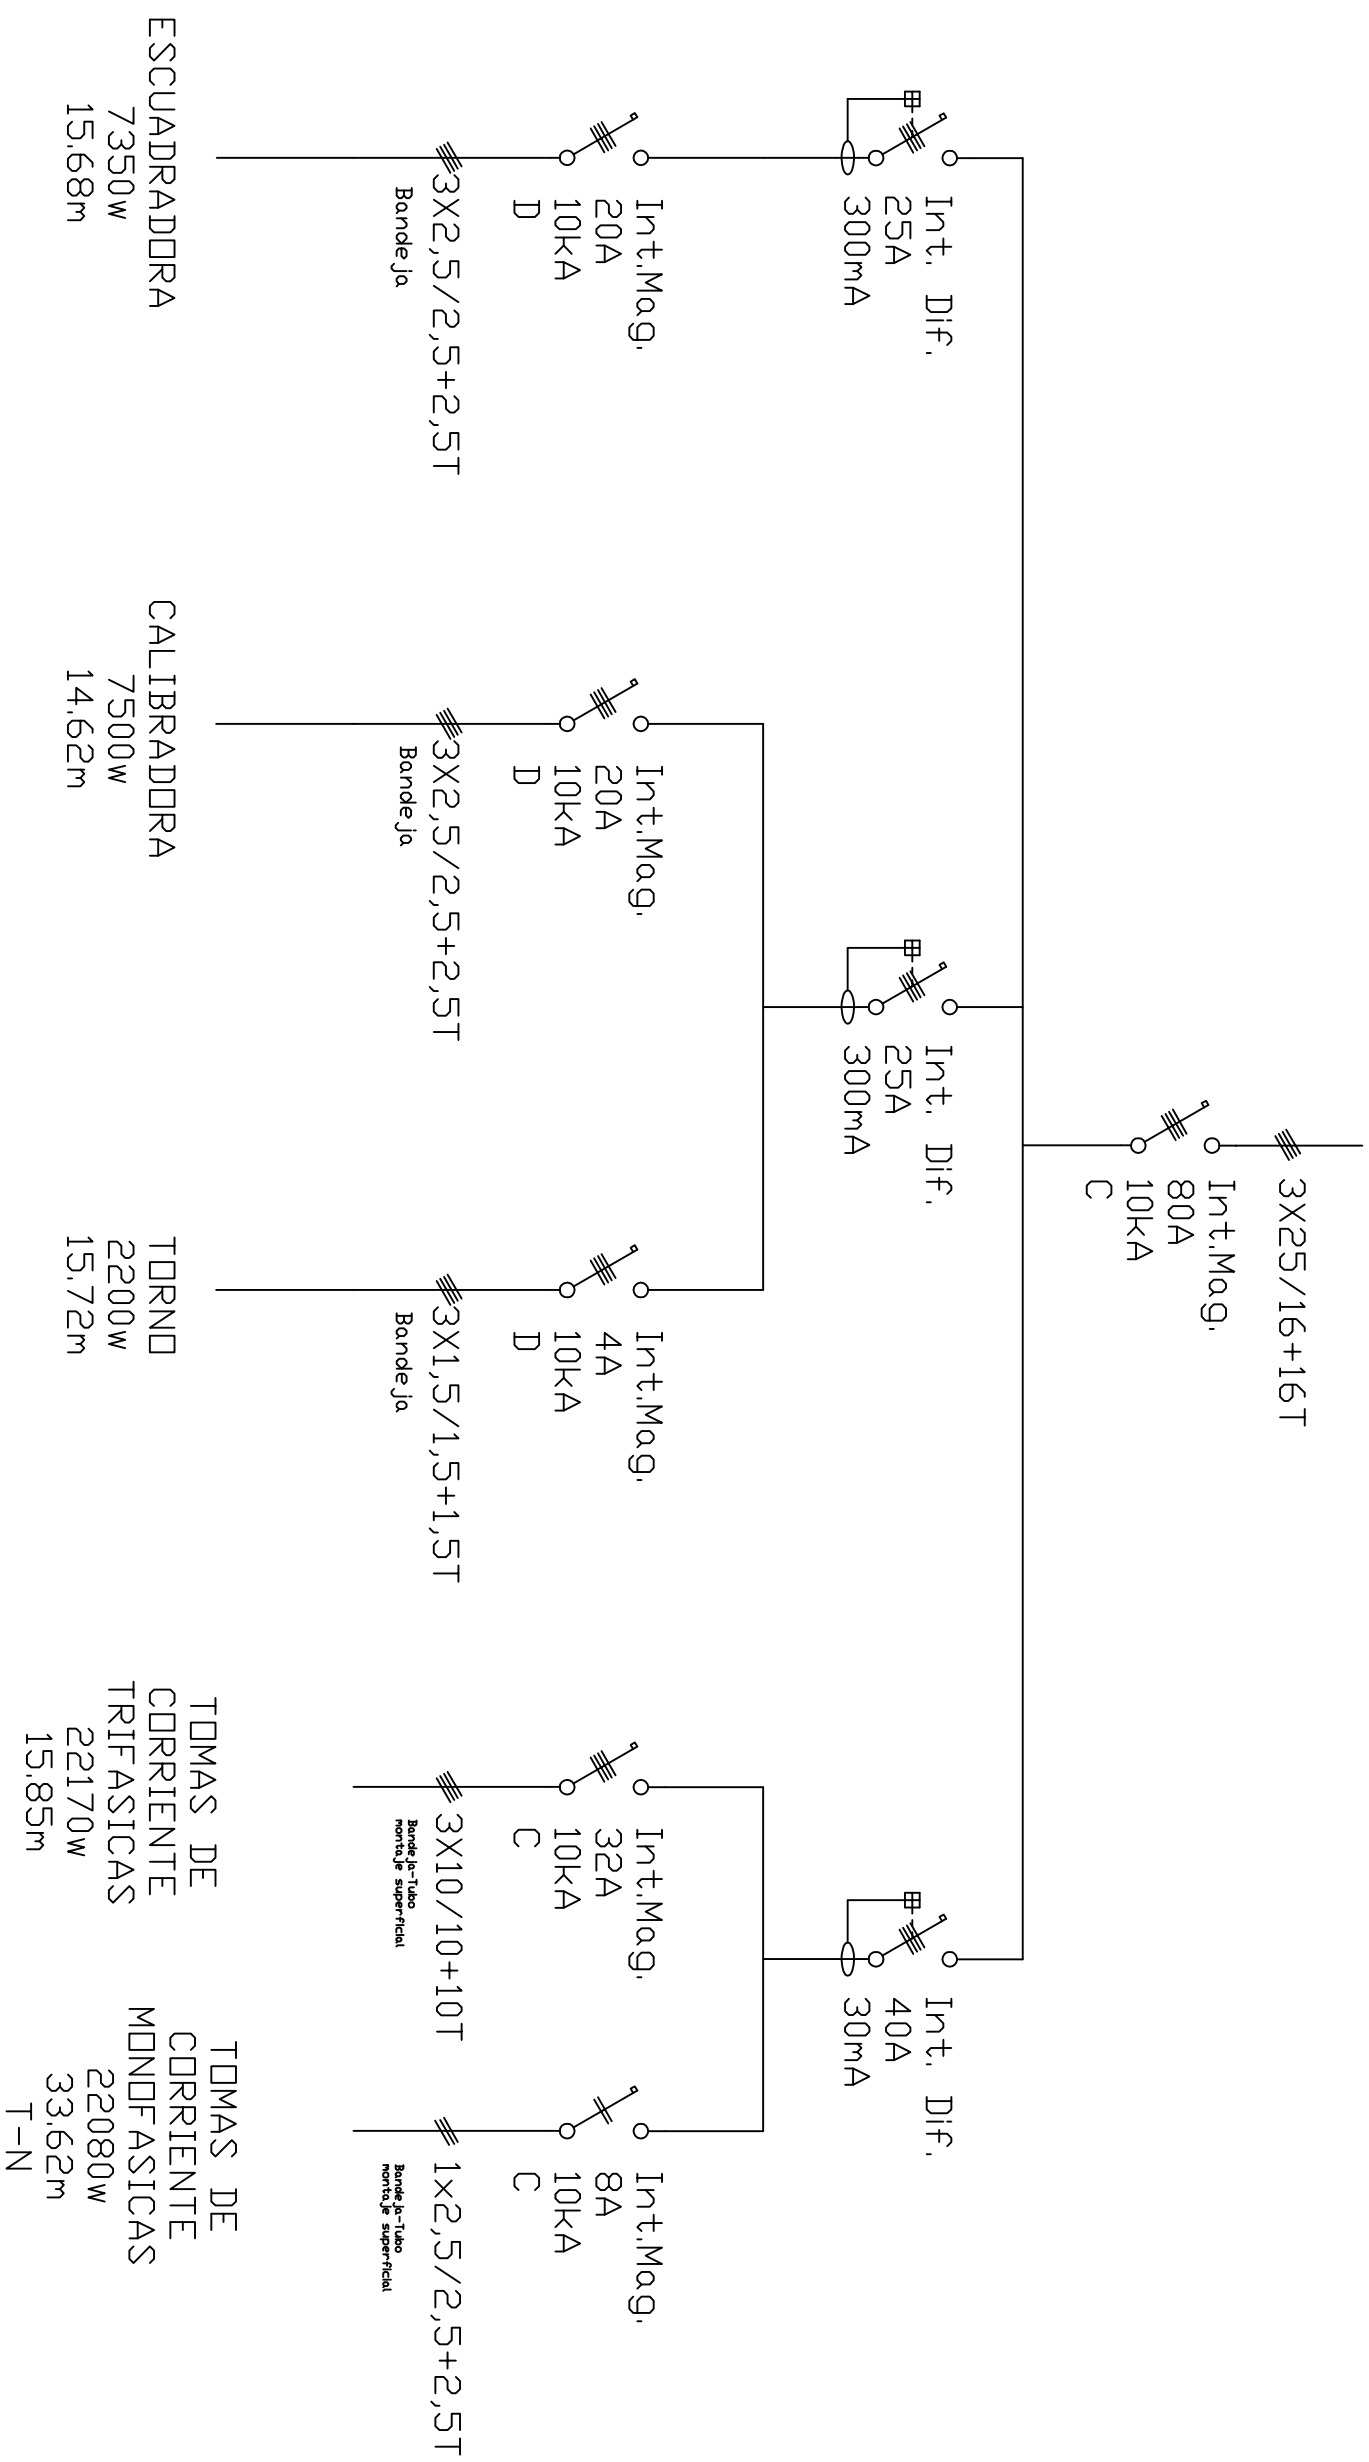 3X25/16+16T
Int.Mag.
80A
10kA
C
Int. Dif.
25A
300mA
Int.Mag.
20A
10kA
D
3X2,5/2,5+2,5T
Bandeja
ESCUADRADORA
7350w
15.68m
Int. Dif.
25A
300mA
Int.Mag.
20A
10kA
D
3X2,5/2,5+2,5T
Bandeja
CALIBRADORA
7500w
14.62m
Int.Mag.
4A
10kA
D
3X1,5/1,5+1,5T
Bandeja
TORNO
2200w
15.72m
Int. Dif.
40A
30mA
Int.Mag.
32A
10kA
C
3X10/10+10T
Bandeja-Tubo
montaje superficial
TOMAS DE
CORRIENTE
TRIFASICAS
22170w
15.85m
Int.Mag.
8A
10kA
C
1x2,5/2,5+2,5T
Bandeja-Tubo
montaje superficial
TOMAS DE
CORRIENTE
MONOFASICAS
22080w
33.62m
T-N